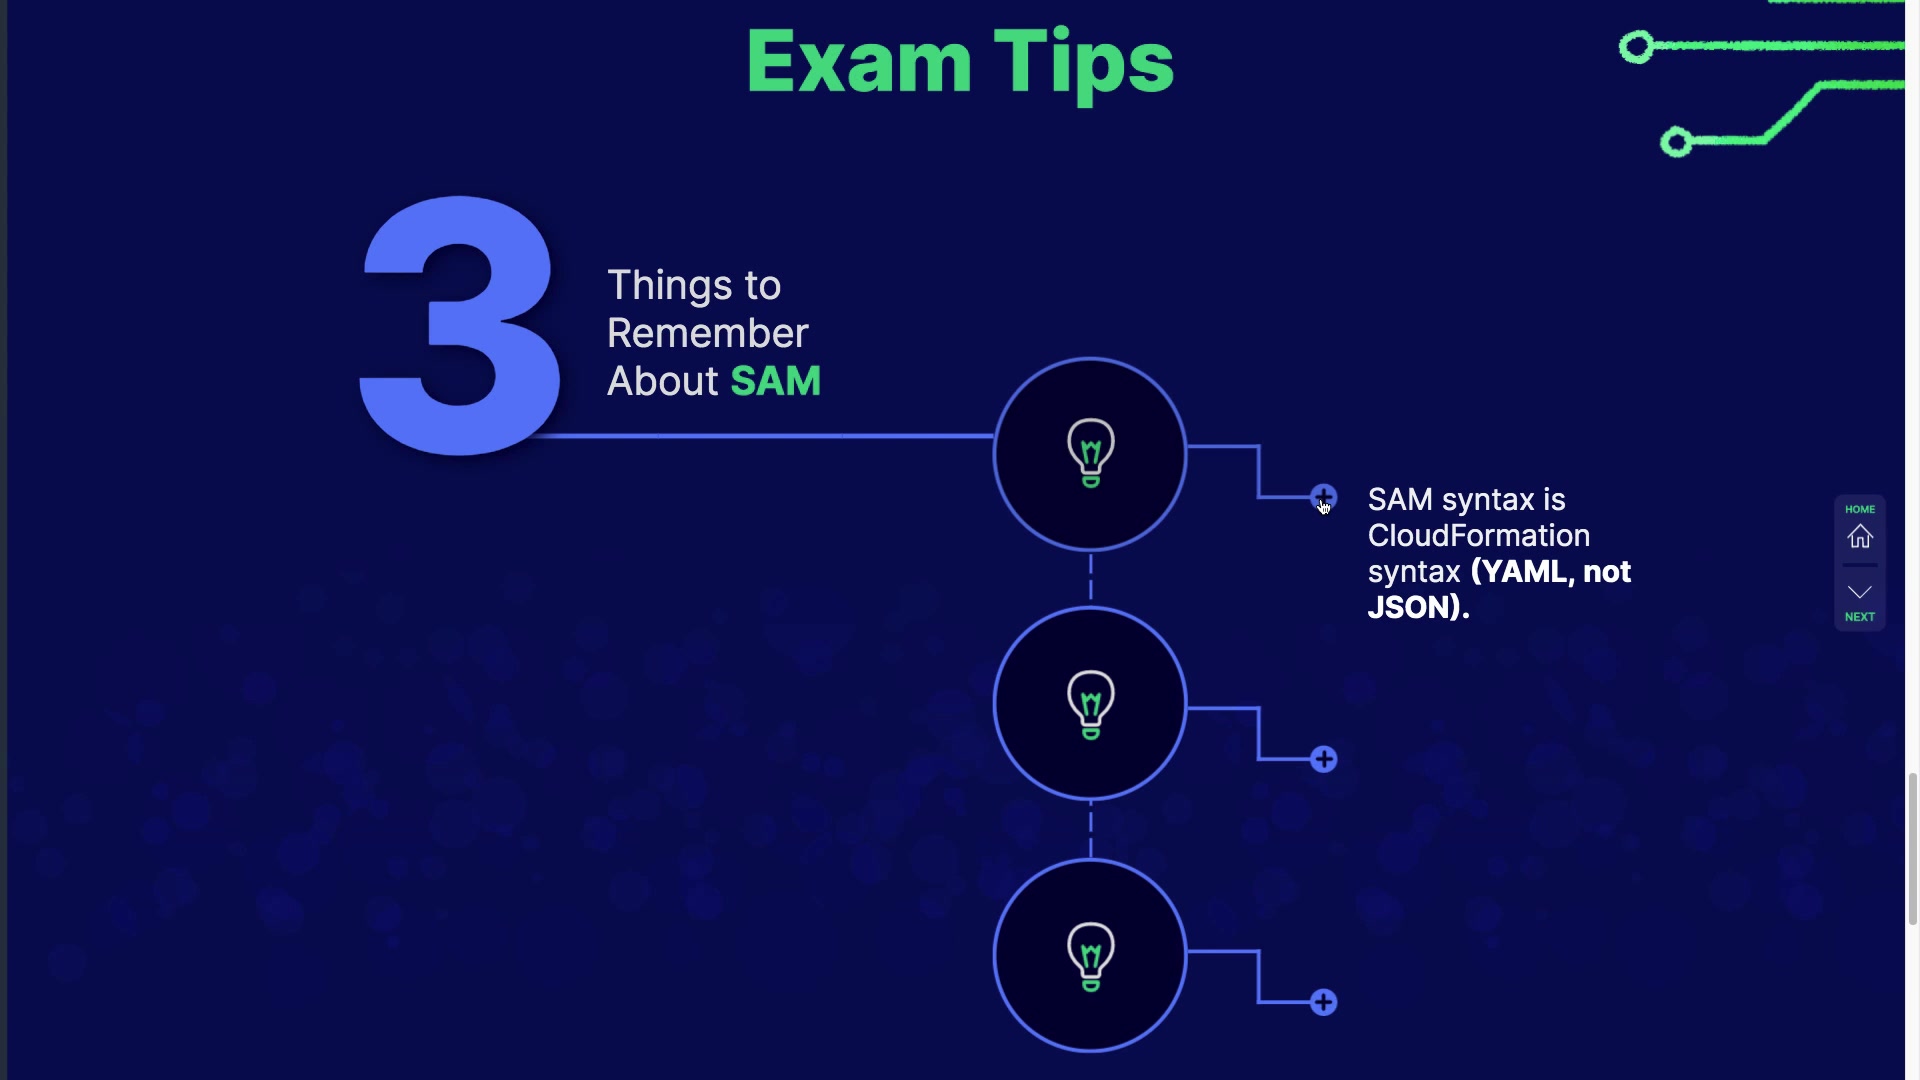 Exam Tips
3
Things to
Remember
About SAM
SAM syntax is
CloudFormation
syntax (YAML, not
JSON).
HOME
NEXT